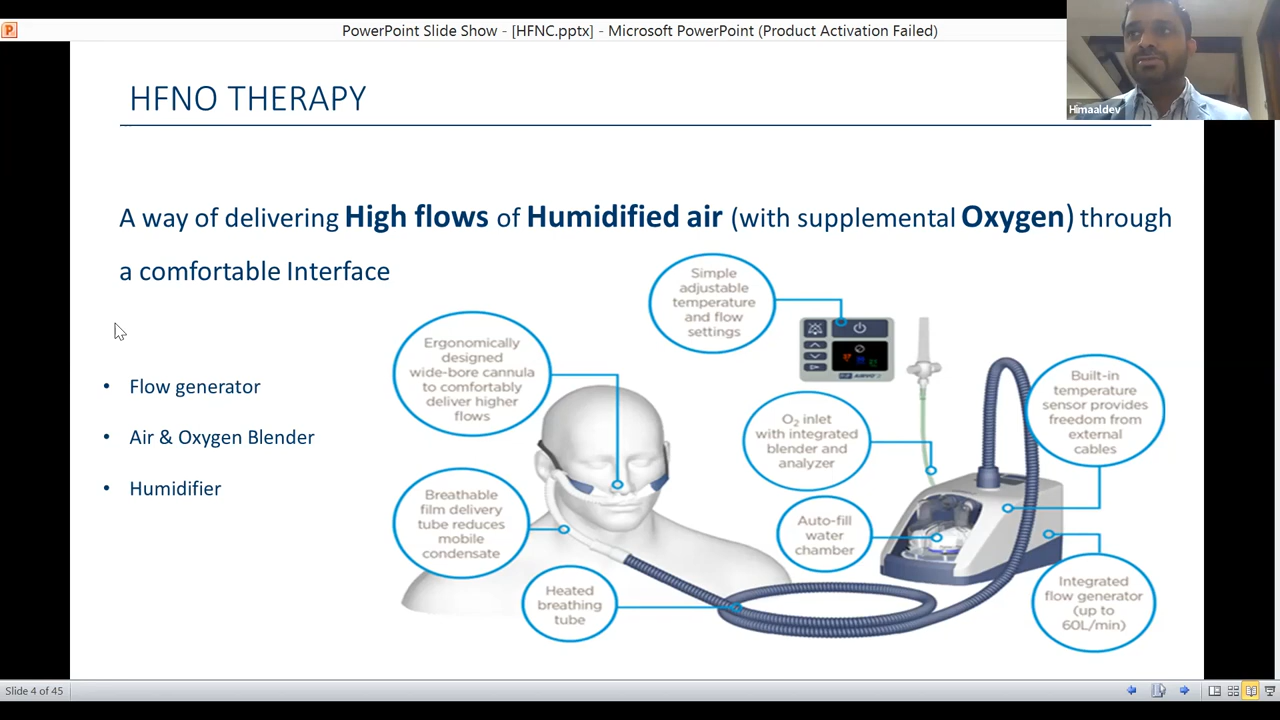 PowerPoint Slide Show - [HFNC.pptx] - Microsoft PowerPoint (Product Activation Failed)
Himaaldev
HFNO THERAPY
A way of delivering High flows of Humidified air (with supplemental Oxygen) through
a comfortable Interface
• Flow generator
• Air & Oxygen Blender
• Humidifier
Simple
adjustable
temperature
and flow
settings
Ergonomically
designed
wide-bore cannula
to comfortably
deliver higher
flows
Built-in
temperature
sensor provides
freedom from
external
cables
O2 inlet
with integrated
blender and
analyzer
Breathable
film delivery
tube reduces
mobile
condensate
Auto-fill
water
chamber
Heated
breathing
tube
Integrated
flow generator
(up to
60L/min)
Slide 4 of 45